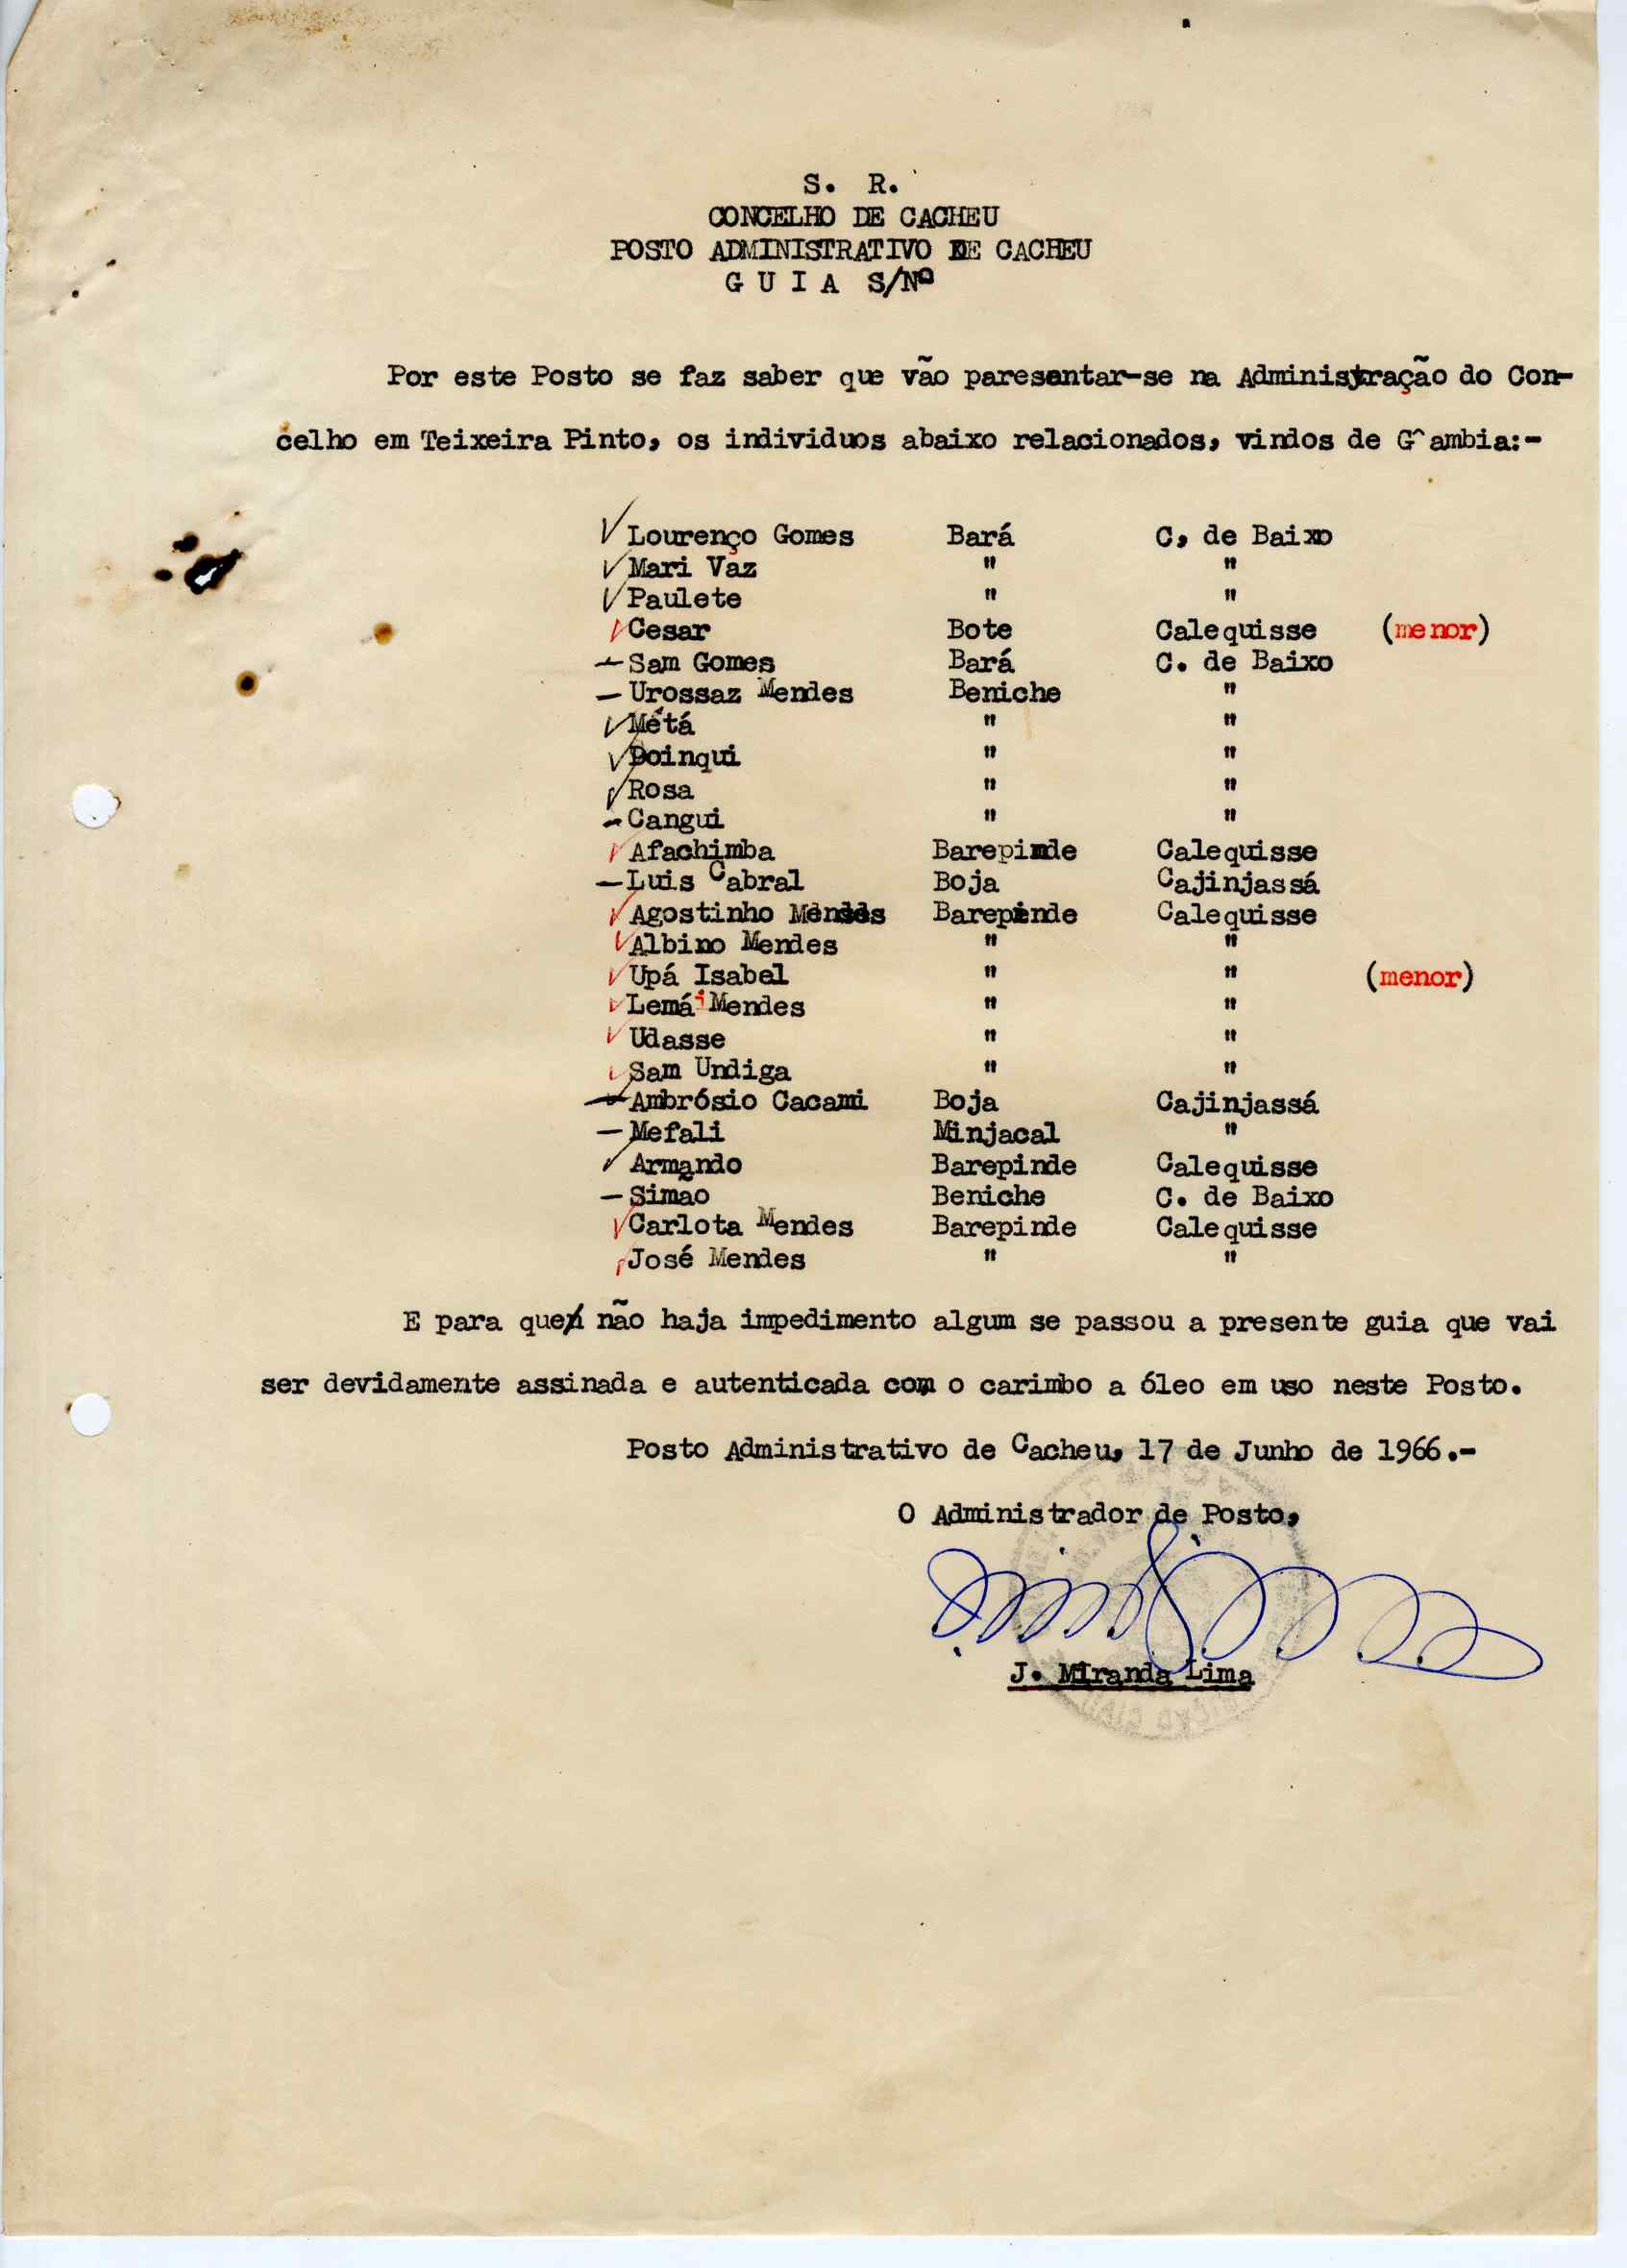 S. R.
CONCELHO DE CACHEU
POSTO ADMINISTRATIVO DE CACHEU
G U I A S/Nº
Por este Posto se faz saber que vão paresentar-se na Administração do Con-
celho em Teixeira Pinto, os individuos abaixo relacionados, vindos de G^ambia:-
Lourenço Gomes Bará C, de Baixo
Mari Vaz " "
Paulete " "
Cesar Bote Calequisse (menor)
Sam Gomes Bará C. de Baixo
Urossaz Mendes Beniche "
Métá " "
Doinqui " "
Rosa " "
Cangui " "
Afachimba Barepinde Calequisse
Luis Cabral Boja Cajinjassá
Agostinho Mendes Barepinde Calequisse
Albino Mendes " "
Upá Isabel " " (menor)
Lemái Mendes " "
Udasse " "
Sam Undiga " "
Ambrósio Cacami Boja Cajinjassá
Mefali Minjacal "
Armando Barepinde Calequisse
Simão Beniche C. de Baixo
Carlota Mendes Barepinde Calequisse
José Mendes " "
E para que não haja impedimento algum se passou a presente guia que vai
ser devidamente assinada e autenticada com o carimbo a óleo em uso neste Posto.
Posto Administrativo de Cacheu, 17 de Junho de 1966.-
O Administrador de Posto,
J. Miranda Lima